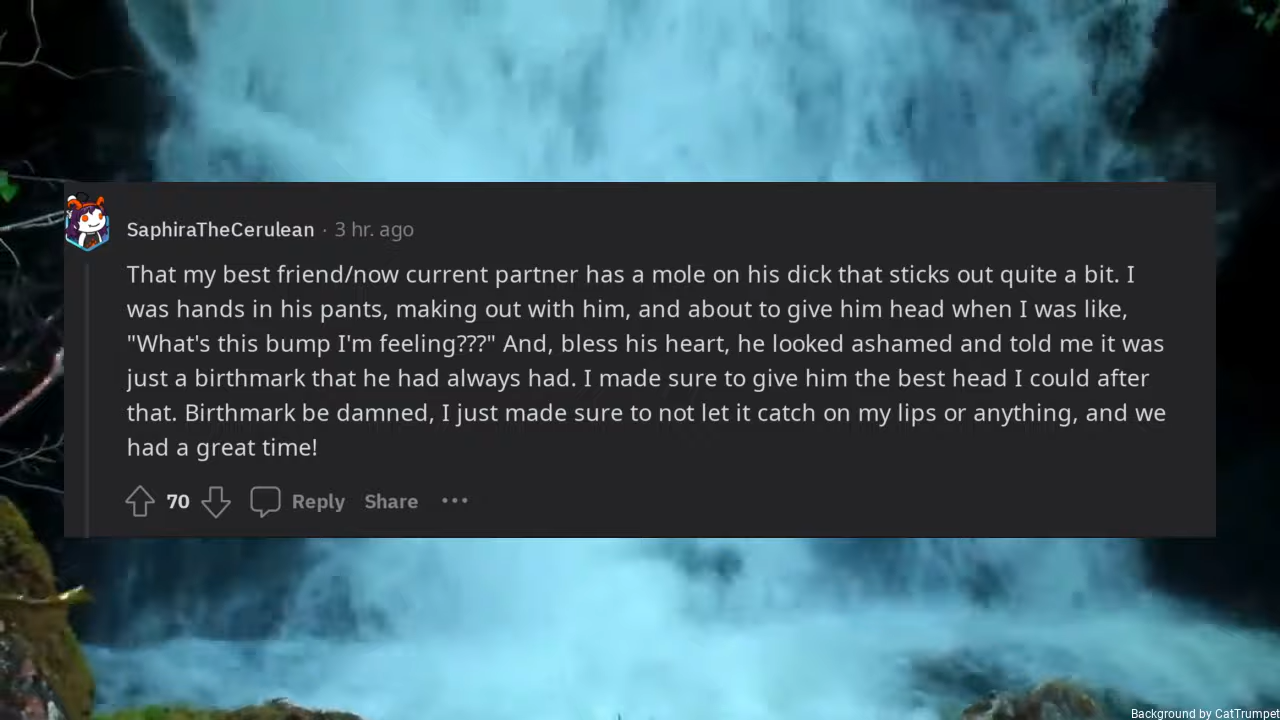 SaphiraTheCerulean · 3 hr. ago
That my best friend/now current partner has a mole on his dick that sticks out quite a bit. I
was hands in his pants, making out with him, and about to give him head when I was like,
"What's this bump I'm feeling???" And, bless his heart, he looked ashamed and told me it was
just a birthmark that he had always had. I made sure to give him the best head I could after
that. Birthmark be damned, I just made sure to not let it catch on my lips or anything, and we
had a great time!
70 Reply Share ···
Background by CatTrumpet